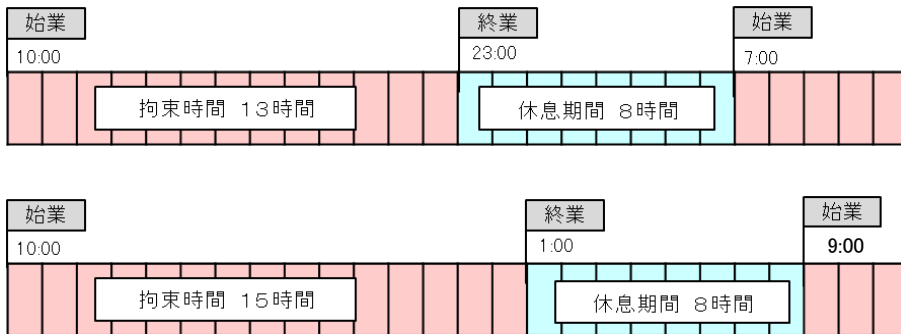 始業 終業 始業
10:00 23:00 7:00
拘束時間 13時間 休息期間 8時間
始業 終業 始業
10:00 1:00 9:00
拘束時間 15時間 休息期間 8時間